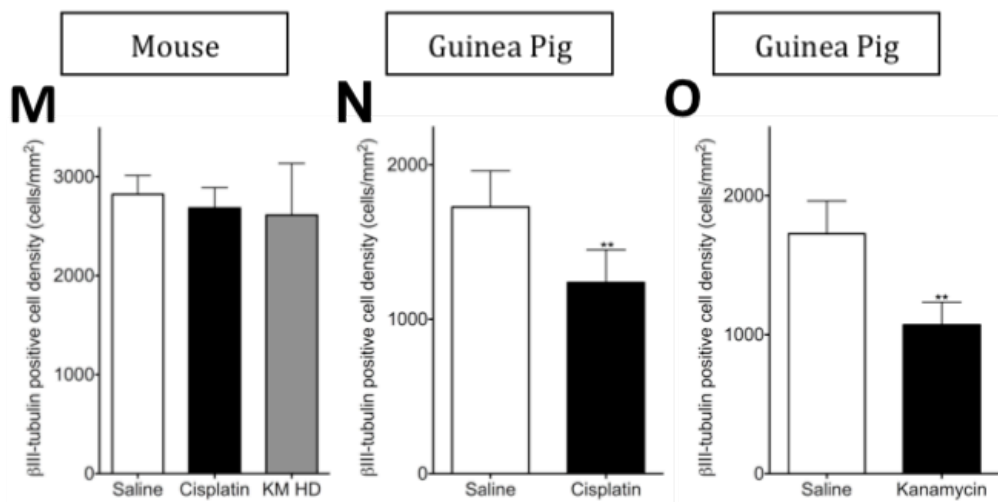 Mouse
Guinea Pig
Guinea Pig
M
βIII-tubulin positive cell density (cells/mm²)
3000
2000
1000
0
Saline Cisplatin KM HD
N
βIII-tubulin positive cell density (cells/mm²)
2000
1000
0
**
Saline Cisplatin
O
βIII-tubulin positive cell density (cells/mm²)
2000
1000
0
**
Saline Kanamycin